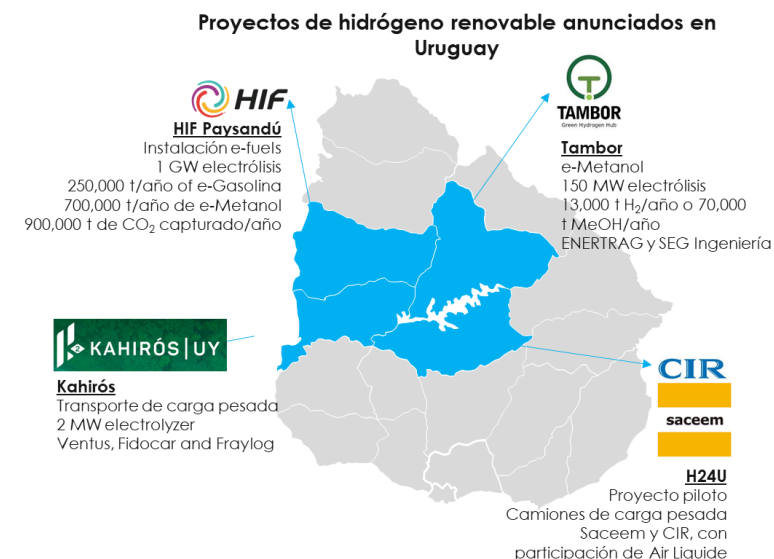 Proyectos de hidrógeno renovable anunciados en
Uruguay
HIF
HIF Paysandú
Instalación e-fuels
1 GW electrólisis
250,000 t/año of e-Gasolina
700,000 t/año de e-Metanol
900,000 t de CO₂ capturado/año
TAMBOR
Green Hydrogen Hub
Tambor
e-Metanol
150 MW electrólisis
13,000 t H₂/año o 70,000
t MeOH/año
ENERTRAG y SEG Ingeniería
KAHIRÓS | UY
Kahirós
Transporte de carga pesada
2 MW electrolyzer
Ventus, Fidocar and Fraylog
CIR
saceem
H24U
Proyecto piloto
Camiones de carga pesada
Saceem y CIR, con
participación de Air Liquide